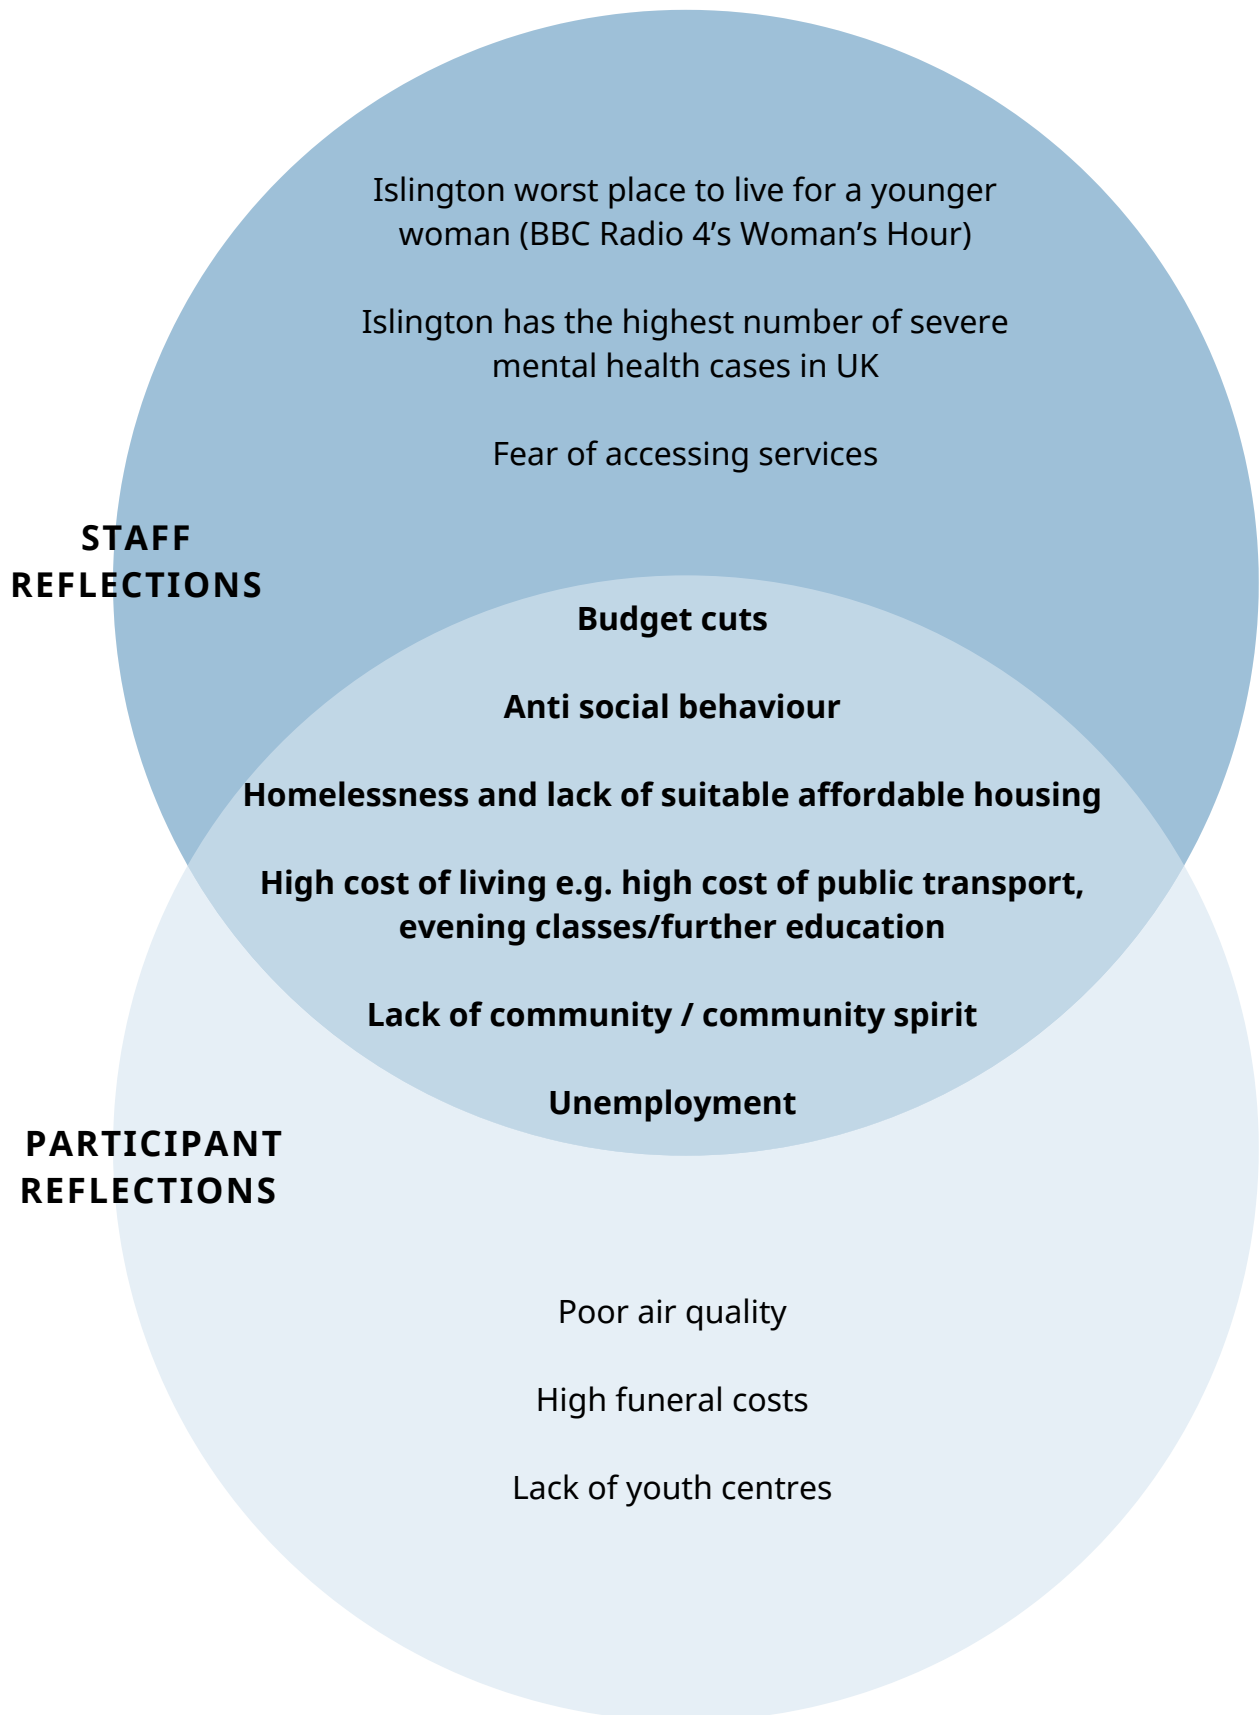 Islington worst place to live for a younger
woman (BBC Radio 4’s Woman’s Hour)
Islington has the highest number of severe
mental health cases in UK
Fear of accessing services
STAFF
REFLECTIONS
Budget cuts
Anti social behaviour
Homelessness and lack of suitable affordable housing
High cost of living e.g. high cost of public transport,
evening classes/further education
Lack of community / community spirit
Unemployment
PARTICIPANT
REFLECTIONS
Poor air quality
High funeral costs
Lack of youth centres